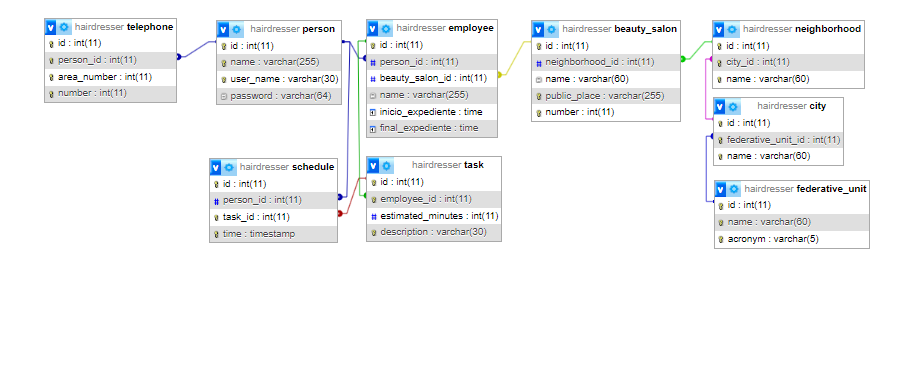 hairdresser telephone
id : int(11)
person_id : int(11)
area_number : int(11)
number : int(11)
hairdresser person
id : int(11)
name : varchar(255)
user_name : varchar(30)
password : varchar(64)
hairdresser employee
id : int(11)
person_id : int(11)
beauty_salon_id : int(11)
name : varchar(255)
inicio_expediente : time
final_expediente : time
hairdresser beauty_salon
id : int(11)
neighborhood_id : int(11)
name : varchar(60)
public_place : varchar(255)
number : int(11)
hairdresser neighborhood
id : int(11)
city_id : int(11)
name : varchar(60)
hairdresser city
id : int(11)
federative_unit_id : int(11)
name : varchar(60)
hairdresser schedule
id : int(11)
person_id : int(11)
task_id : int(11)
time : timestamp
hairdresser task
id : int(11)
employee_id : int(11)
estimated_minutes : int(11)
description : varchar(30)
hairdresser federative_unit
id : int(11)
name : varchar(60)
acronym : varchar(5)